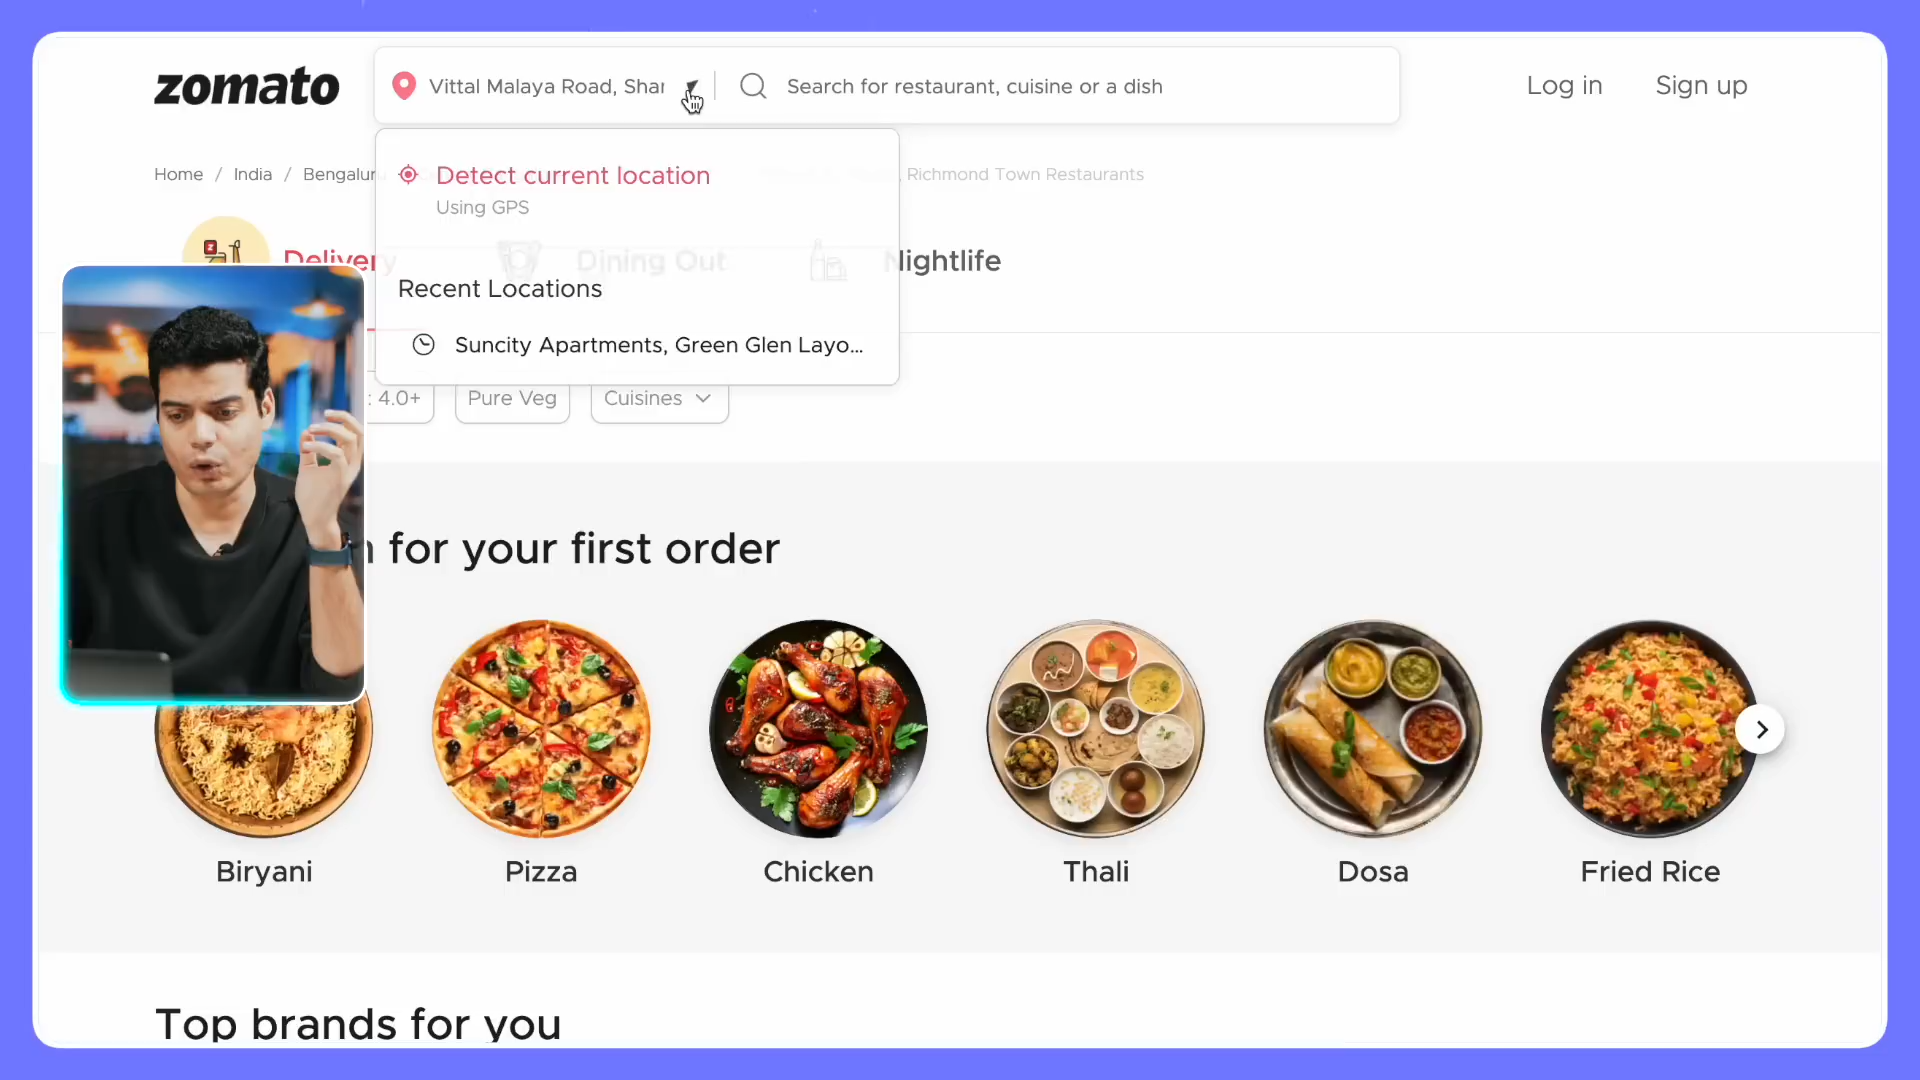 zomato
Vittal Malaya Road, Shar
Search for restaurant, cuisine or a dish
Log in
Sign up
Detect current location
Using GPS
Home / India / Bengaluru
Richmond Town Restaurants
Delivery
Dining Out
Nightlife
Recent Locations
Suncity Apartments, Green Glen Layo...
: 4.0+
Pure Veg
Cuisines
for your first order
Biryani
Pizza
Chicken
Thali
Dosa
Fried Rice
Top brands for you